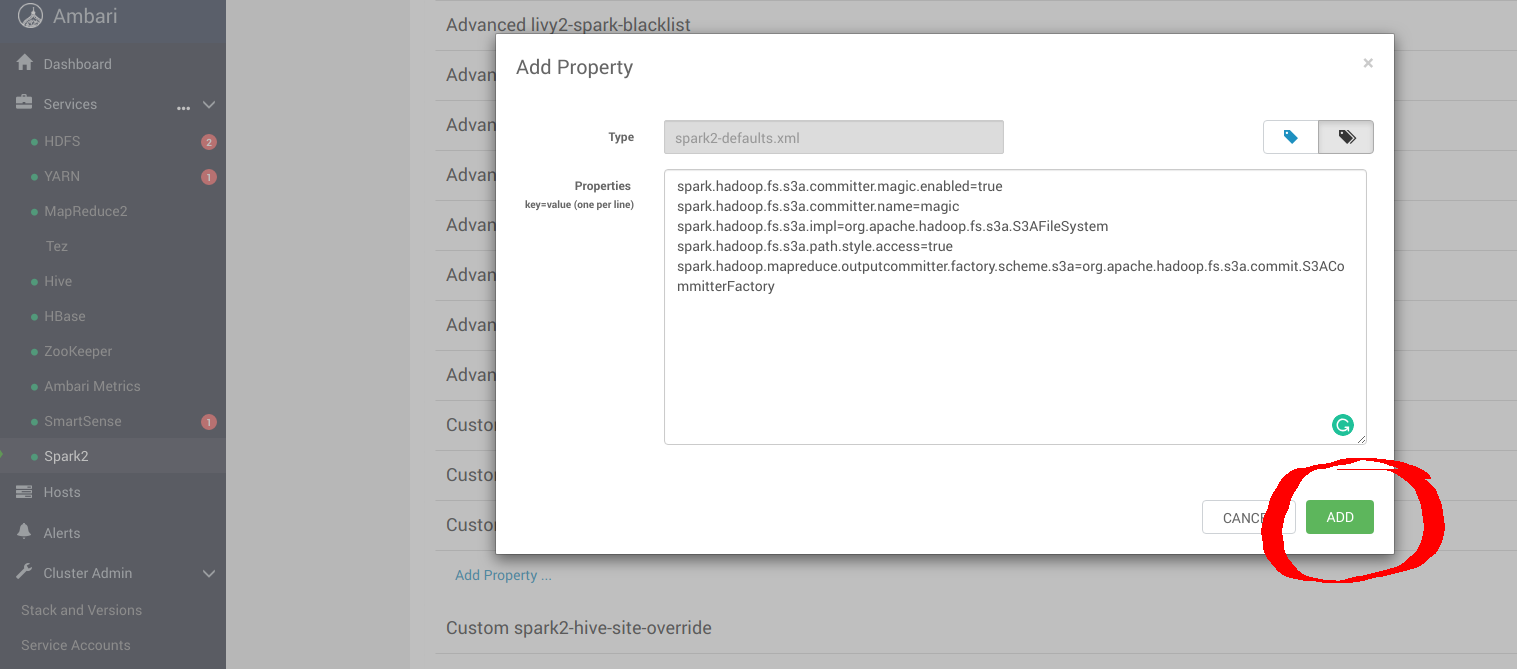 Ambari
Dashboard
Services
...
HDFS
2
YARN
1
MapReduce2
Tez
Hive
HBase
ZooKeeper
Ambari Metrics
SmartSense
1
Spark2
Hosts
Alerts
Cluster Admin
Stack and Versions
Service Accounts
Advanced livy2-spark-blacklist
Advan
Advan
Advan
Advan
Advan
Advan
Advan
Custo
Custo
Custo
Add Property ...
Custom spark2-hive-site-override
Add Property
×
Type
spark2-defaults.xml
Properties
key=value (one per line)
spark.hadoop.fs.s3a.committer.magic.enabled=true
spark.hadoop.fs.s3a.committer.name=magic
spark.hadoop.fs.s3a.impl=org.apache.hadoop.fs.s3a.S3AFileSystem
spark.hadoop.fs.s3a.path.style.access=true
spark.hadoop.mapreduce.outputcommitter.factory.scheme.s3a=org.apache.hadoop.fs.s3a.commit.S3ACo
mmitterFactory
CANCE
ADD